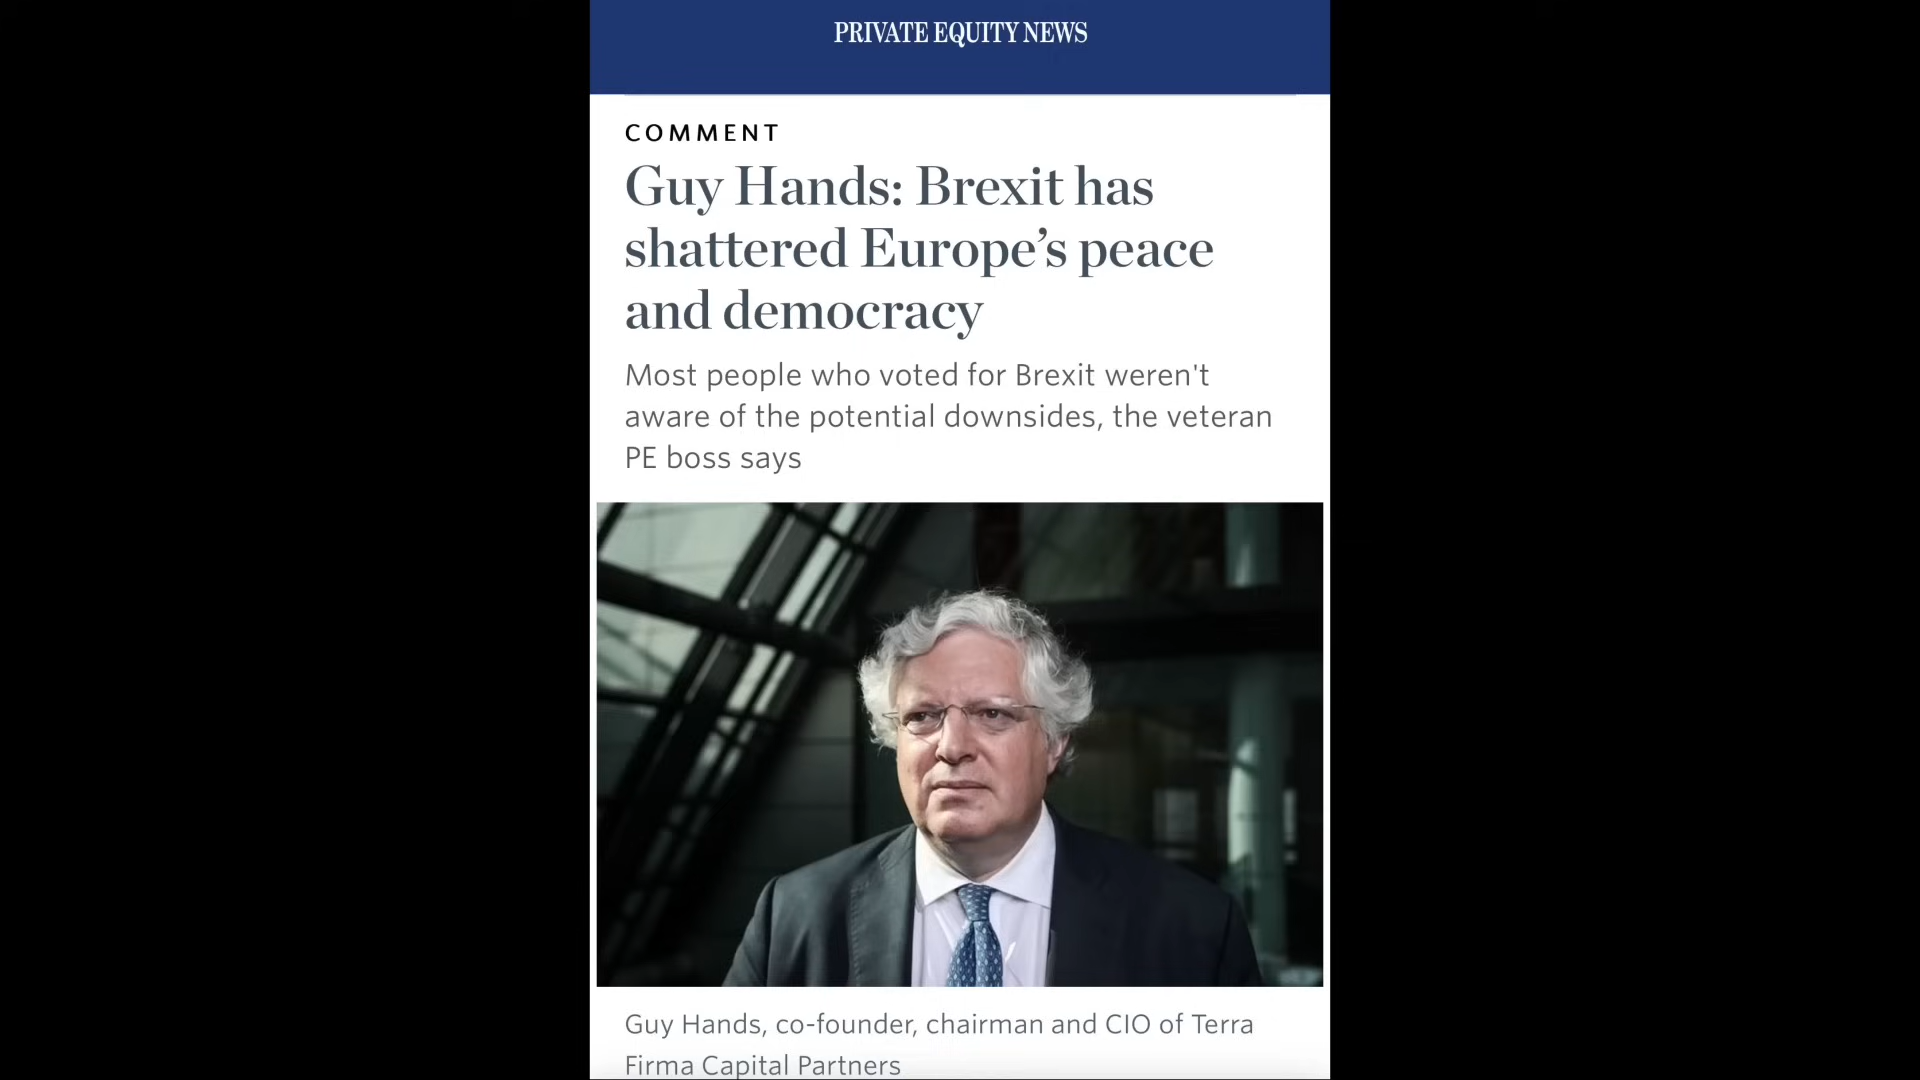 PRIVATE EQUITY NEWS
COMMENT
Guy Hands: Brexit has
shattered Europe’s peace
and democracy
Most people who voted for Brexit weren't
aware of the potential downsides, the veteran
PE boss says
Guy Hands, co-founder, chairman and CIO of Terra
Firma Capital Partners